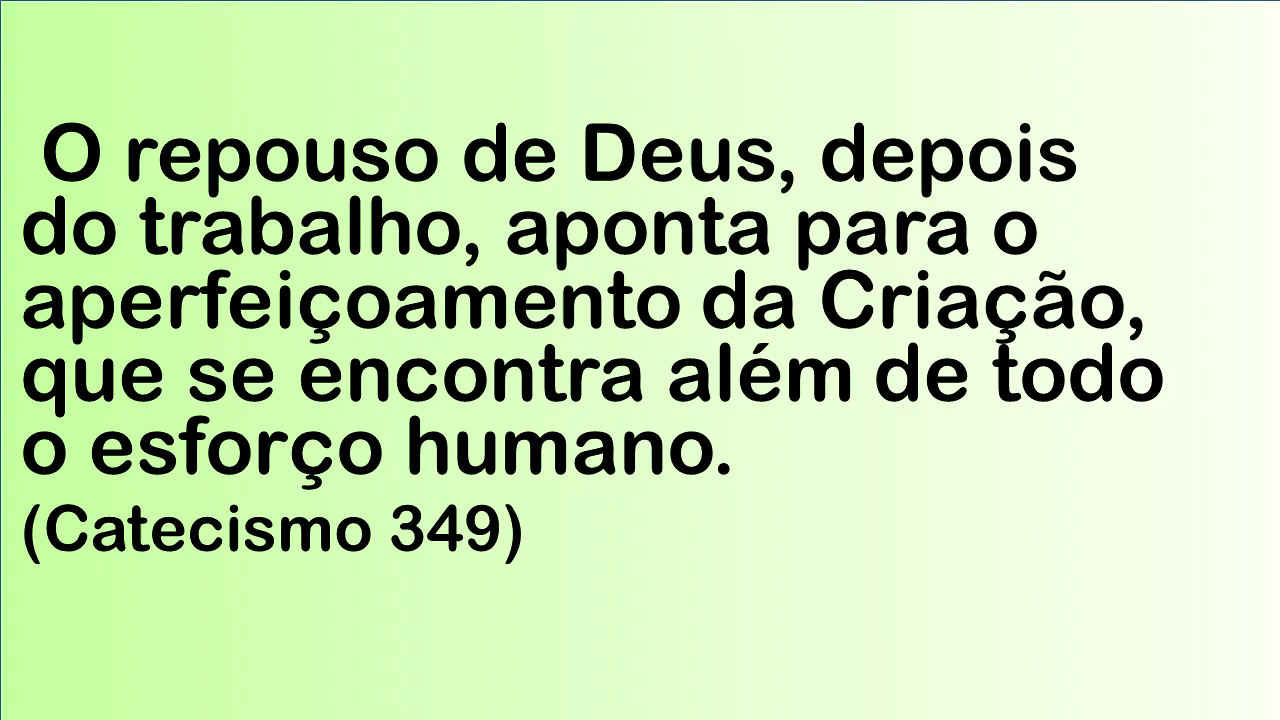 O repouso de Deus, depois
do trabalho, aponta para o
aperfeiçoamento da Criação,
que se encontra além de todo
o esforço humano.
(Catecismo 349)